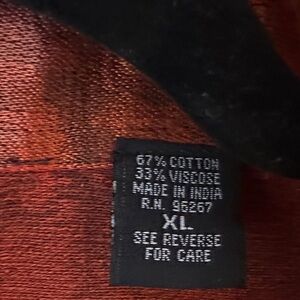 67% COTTON
33% VISCOSE
MADE IN INDIA
R.N. 96267
XL
SEE REVERSE
FOR CARE